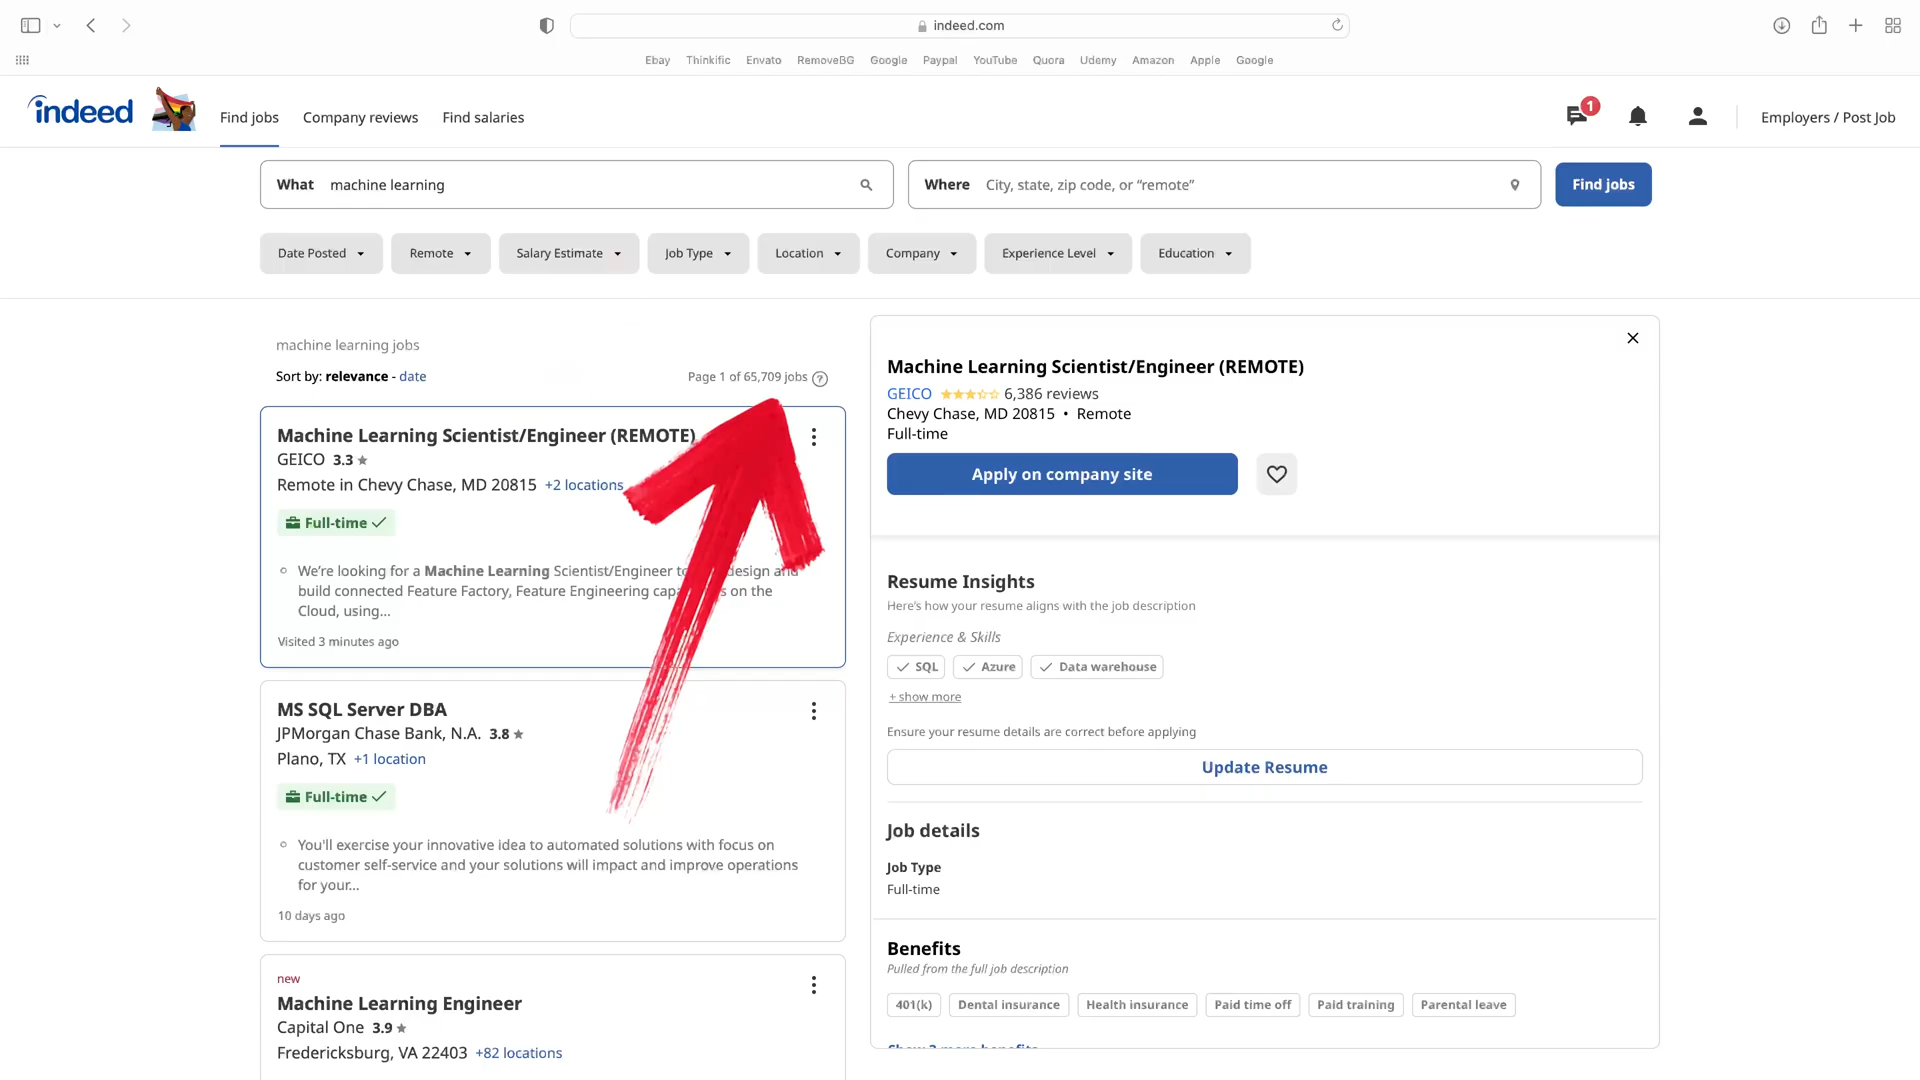 indeed.com
Ebay Thinkific Envato RemoveBG Google Paypal YouTube Quora Udemy Amazon Apple Google
indeed
Find jobs Company reviews Find salaries
1
Employers / Post Job
What machine learning
Where City, state, zip code, or “remote”
Find jobs
Date Posted Remote Salary Estimate Job Type Location Company Experience Level Education
machine learning jobs
Sort by: relevance - date
Page 1 of 65,709 jobs ?
Machine Learning Scientist/Engineer (REMOTE)
GEICO 3.3
Remote in Chevy Chase, MD 20815 +2 locations
Full-time
We’re looking for a Machine Learning Scientist/Engineer design and
build connected Feature Factory, Feature Engineering on the
Cloud, using...
Visited 3 minutes ago
MS SQL Server DBA
JPMorgan Chase Bank, N.A. 3.8
Plano, TX +1 location
Full-time
You'll exercise your innovative idea to automated solutions with focus on
customer self-service and your solutions will impact and improve operations
for your...
10 days ago
new
Machine Learning Engineer
Capital One 3.9
Fredericksburg, VA 22403 +82 locations
Machine Learning Scientist/Engineer (REMOTE)
GEICO 6,386 reviews
Chevy Chase, MD 20815 • Remote
Full-time
Apply on company site
Resume Insights
Here’s how your resume aligns with the job description
Experience & Skills
SQL Azure Data warehouse
+ show more
Ensure your resume details are correct before applying
Update Resume
Job details
Job Type
Full-time
Benefits
Pulled from the full job description
401(k) Dental insurance Health insurance Paid time off Paid training Parental leave
Show 3 more benefits